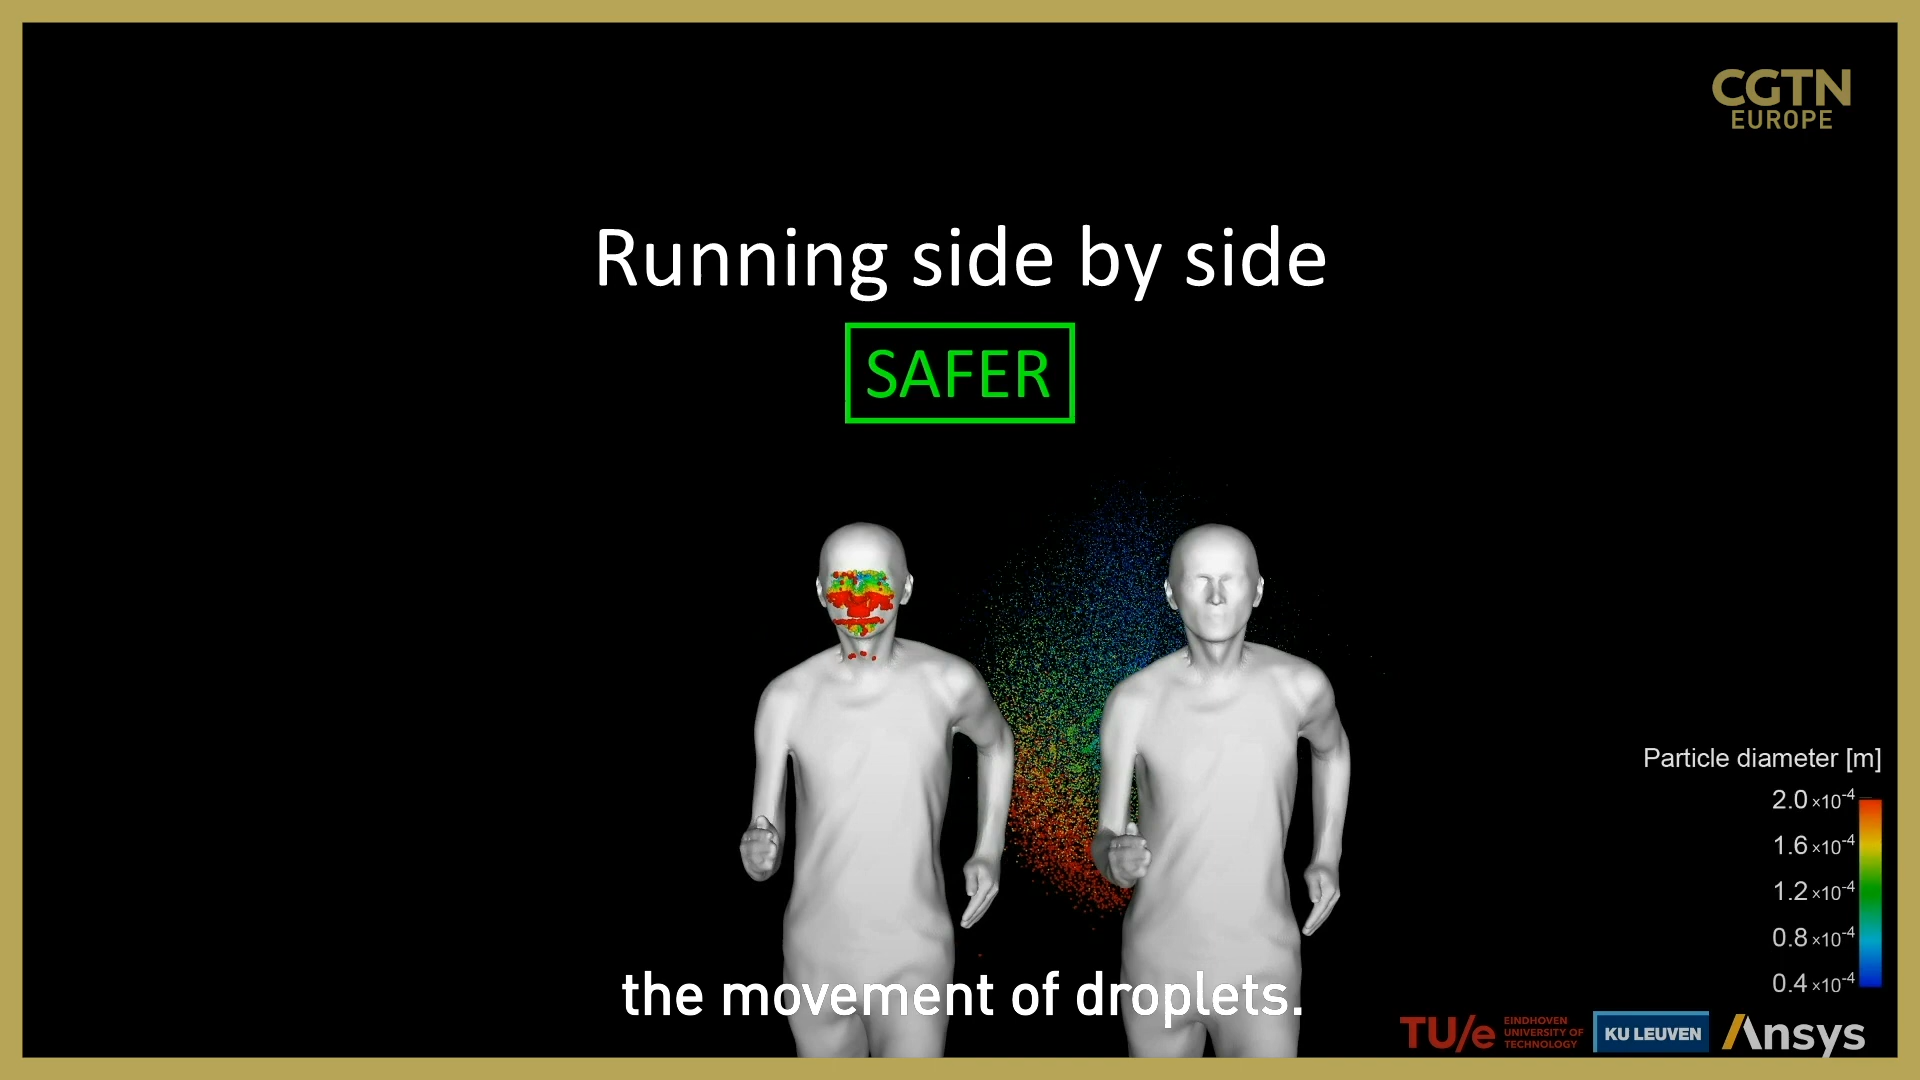 CGTN
EUROPE
Running side by side
SAFER
Particle diameter [m]
2.0 ×10⁻⁴
1.6 ×10⁻⁴
1.2 ×10⁻⁴
0.8 ×10⁻⁴
0.4 ×10⁻⁴
the movement of droplets.
TU/e EINDHOVEN
UNIVERSITY OF
TECHNOLOGY
KU LEUVEN
Ansys